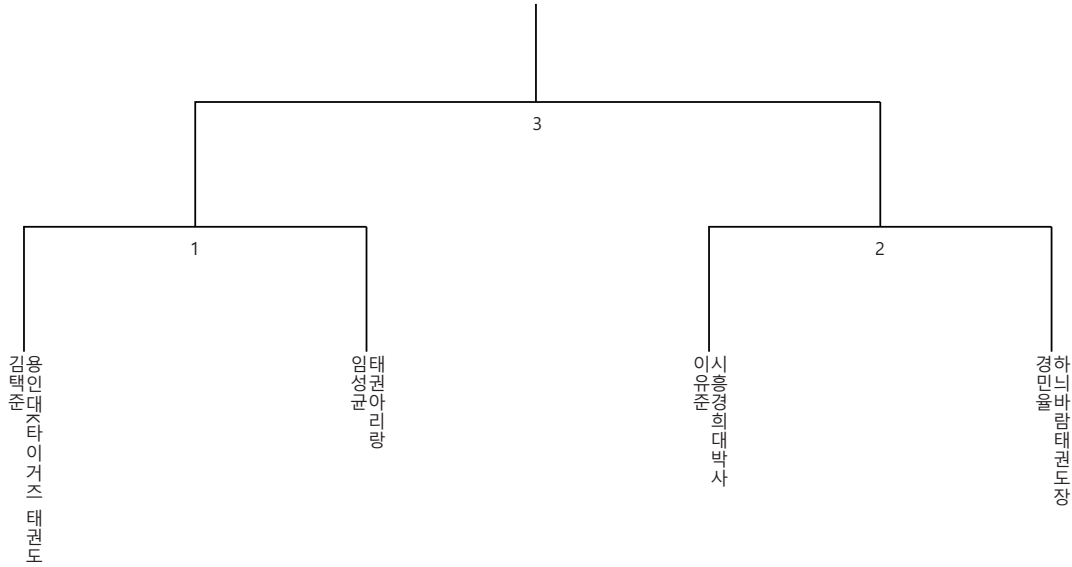 3
1
2
김택준
용인대조타이거즈 태권도
임성균
태권아리랑
이유준
시흥경희대박사
경민율
하늬바람태권도장